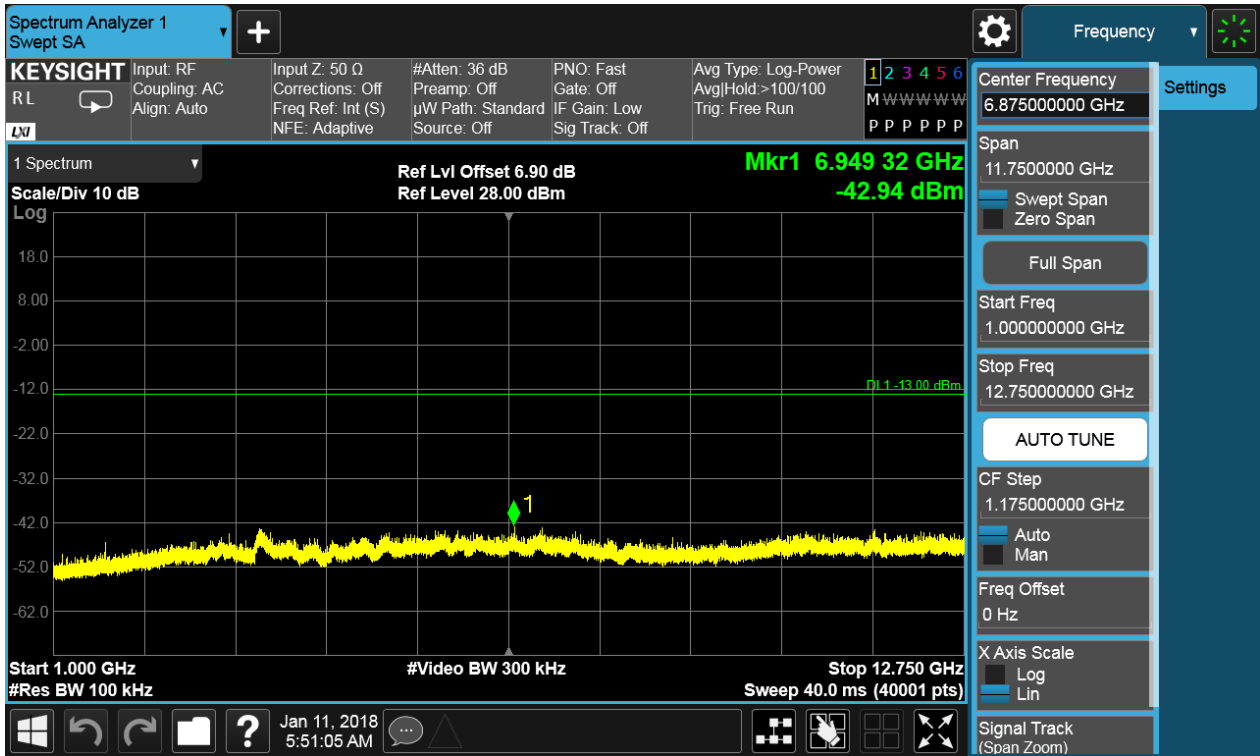 Spectrum Analyzer 1
Swept SA
+
Frequency
KEYSIGHT
RL
LXI
Input: RF
Coupling: AC
Align: Auto
Input Z: 50 Ω
Corrections: Off
Freq Ref: Int (S)
NFE: Adaptive
#Atten: 36 dB
Preamp: Off
µW Path: Standard
Source: Off
PNO: Fast
Gate: Off
IF Gain: Low
Sig Track: Off
Avg Type: Log-Power
Avg|Hold:>100/100
Trig: Free Run
1 2 3 4 5 6
M W W W W W
P P P P P P
1 Spectrum
Scale/Div 10 dB
Log
Ref Lvl Offset 6.90 dB
Ref Level 28.00 dBm
Mkr1 6.949 32 GHz
-42.94 dBm
18.0
8.00
-2.00
-12.0
-22.0
-32.0
-42.0
-52.0
-62.0
DL1 -13.00 dBm
1
Start 1.000 GHz
#Res BW 100 kHz
#Video BW 300 kHz
Stop 12.750 GHz
Sweep 40.0 ms (40001 pts)
Center Frequency
6.875000000 GHz
Span
11.7500000 GHz
Swept Span
Zero Span
Full Span
Start Freq
1.000000000 GHz
Stop Freq
12.750000000 GHz
AUTO TUNE
CF Step
1.175000000 GHz
Auto
Man
Freq Offset
0 Hz
X Axis Scale
Log
Lin
Signal Track
(Span Zoom)
Settings
?
Jan 11, 2018
5:51:05 AM